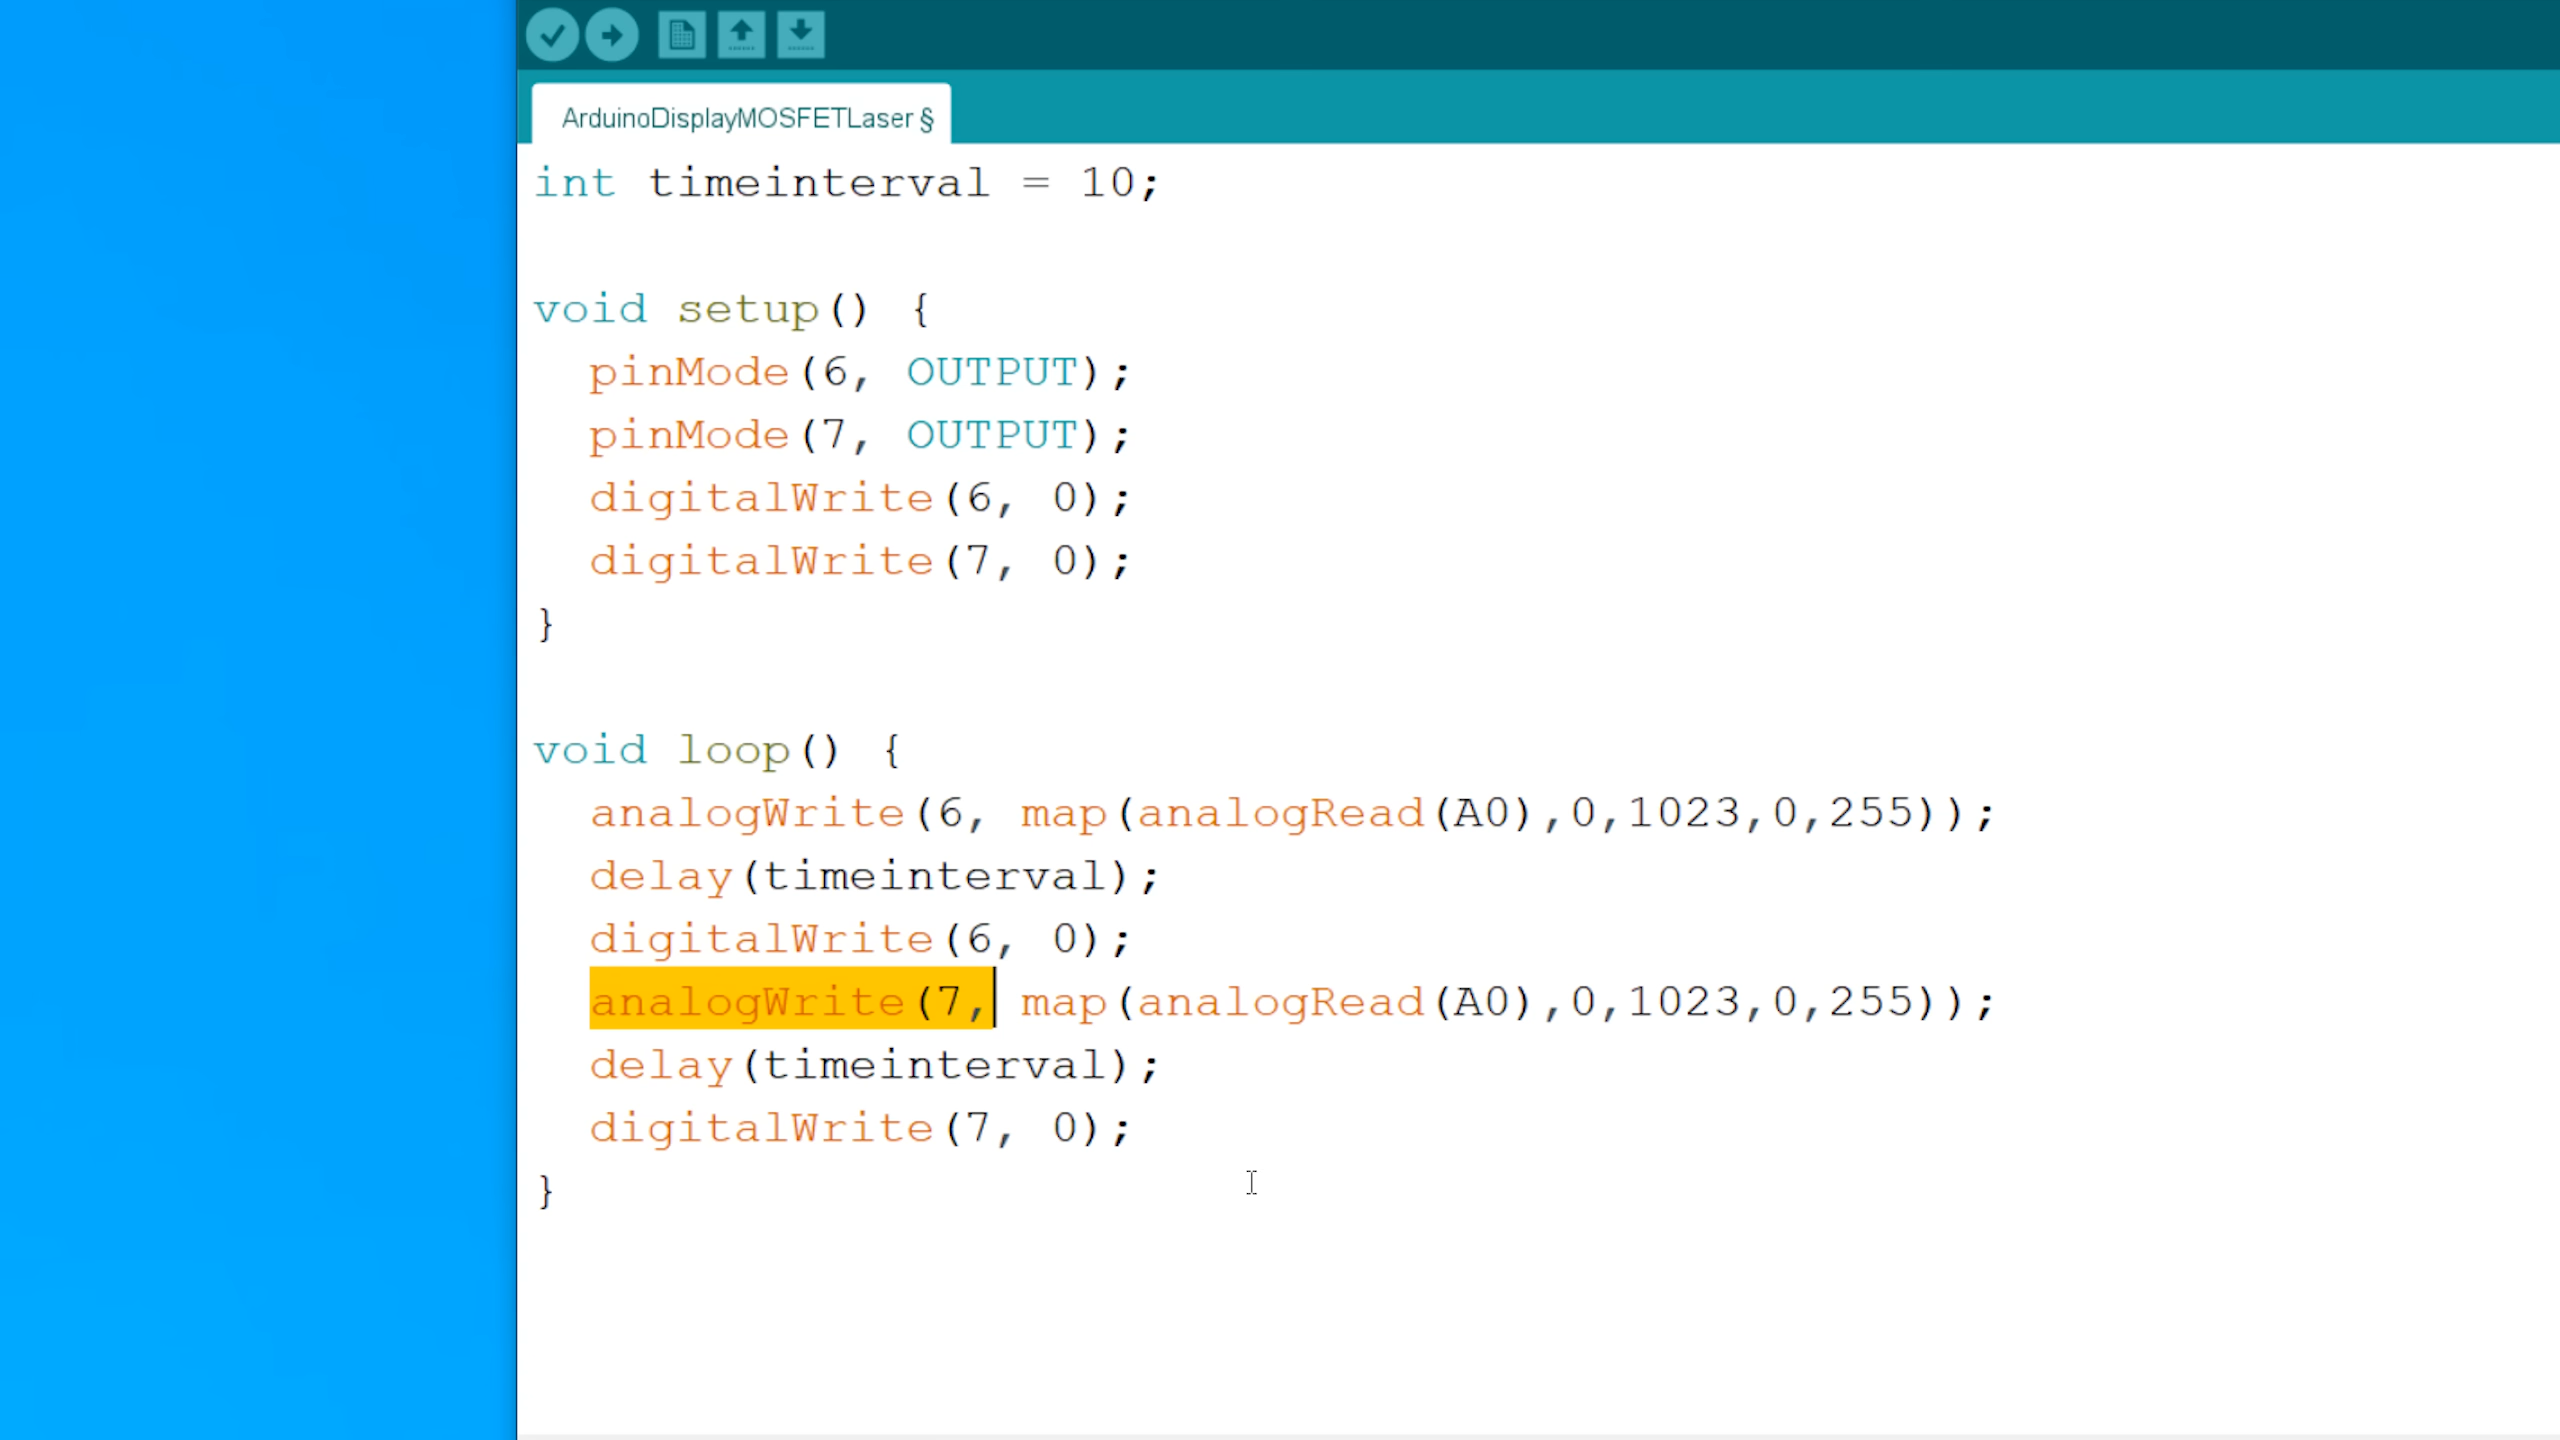 ArduinoDisplayMOSFETLaser §
int timeinterval = 10;
void setup() {
pinMode(6, OUTPUT);
pinMode(7, OUTPUT);
digitalWrite(6, 0);
digitalWrite(7, 0);
}
void loop() {
analogWrite(6, map(analogRead(A0),0,1023,0,255));
delay(timeinterval);
digitalWrite(6, 0);
analogWrite(7, map(analogRead(A0),0,1023,0,255));
delay(timeinterval);
digitalWrite(7, 0);
}